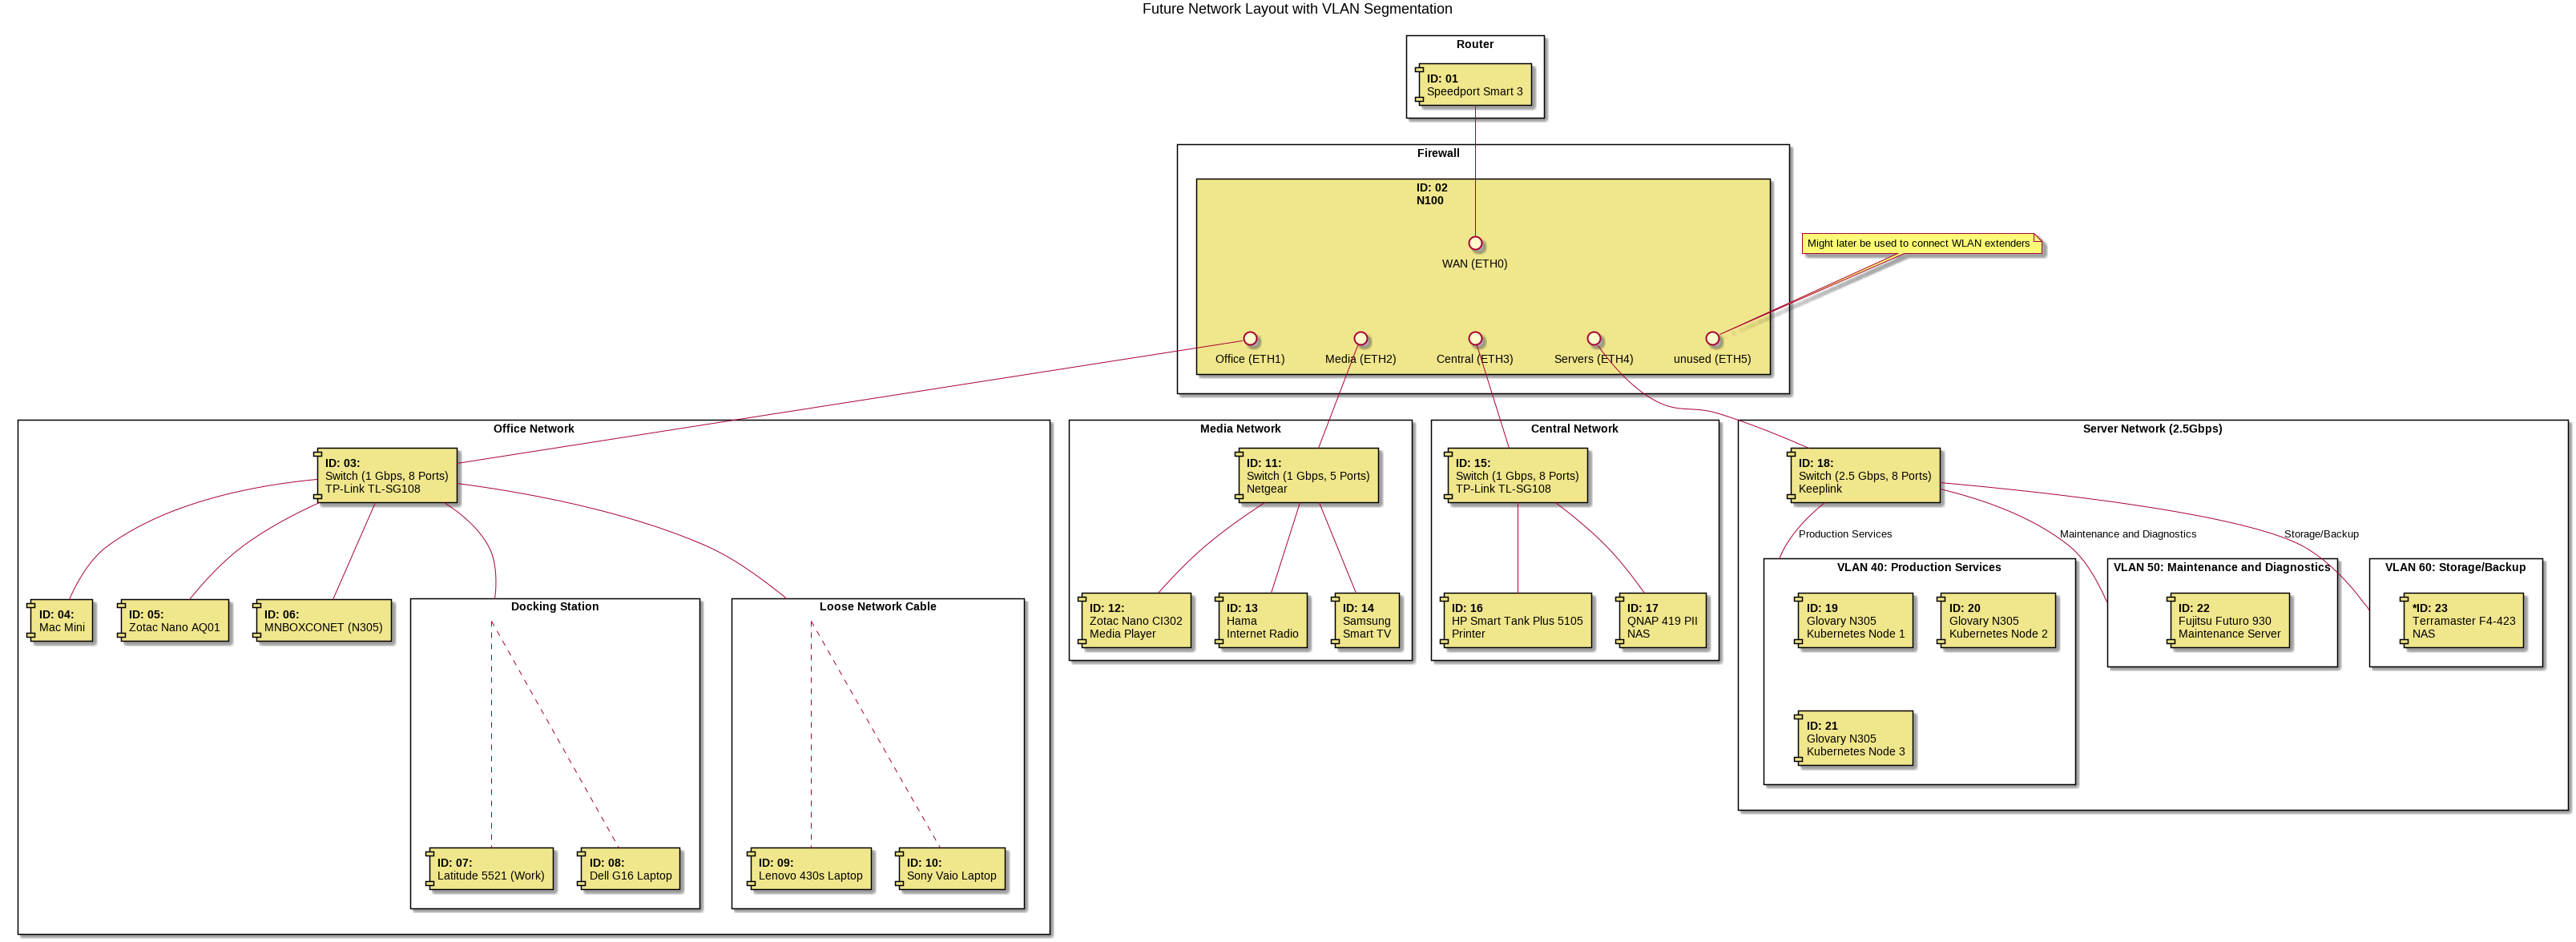 Future Network Layout with VLAN Segmentation
Router
ID: 01
Speedport Smart 3
Firewall
ID: 02
N100
WAN (ETH0)
Might later be used to connect WLAN extenders
Office (ETH1)
Media (ETH2)
Central (ETH3)
Servers (ETH4)
unused (ETH5)
Office Network
ID: 03:
Switch (1 Gbps, 8 Ports)
TP-Link TL-SG108
ID: 04:
Mac Mini
ID: 05:
Zotac Nano AQ01
ID: 06:
MNBOXCONET (N305)
Docking Station
ID: 07:
Latitude 5521 (Work)
ID: 08:
Dell G16 Laptop
Loose Network Cable
ID: 09:
Lenovo 430s Laptop
ID: 10:
Sony Vaio Laptop
Media Network
ID: 11:
Switch (1 Gbps, 5 Ports)
Netgear
ID: 12:
Zotac Nano CI302
Media Player
ID: 13
Hama
Internet Radio
ID: 14
Samsung
Smart TV
Central Network
ID: 15:
Switch (1 Gbps, 8 Ports)
TP-Link TL-SG108
ID: 16
HP Smart Tank Plus 5105
Printer
ID: 17
QNAP 419 PII
NAS
Server Network (2.5Gbps)
ID: 18:
Switch (2.5 Gbps, 8 Ports)
Keeplink
Production Services
Maintenance and Diagnostics
Storage/Backup
VLAN 40: Production Services
ID: 19
Glovary N305
Kubernetes Node 1
ID: 20
Glovary N305
Kubernetes Node 2
ID: 21
Glovary N305
Kubernetes Node 3
VLAN 50: Maintenance and Diagnostics
ID: 22
Fujitsu Futuro 930
Maintenance Server
VLAN 60: Storage/Backup
*ID: 23
Terramaster F4-423
NAS